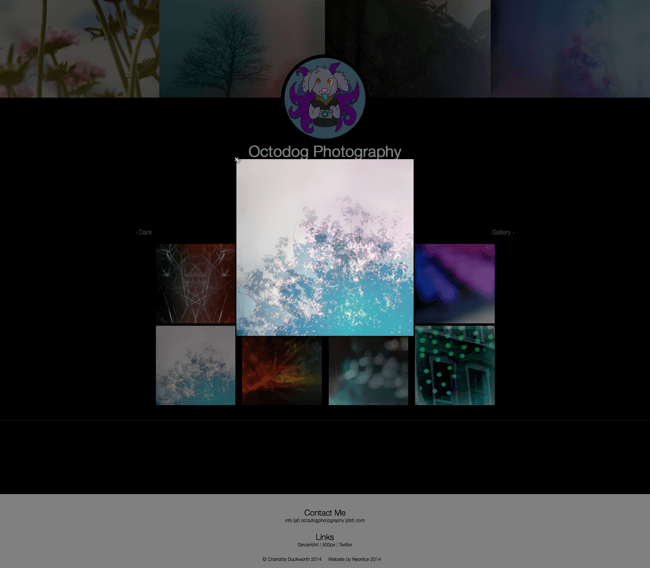 Octodog Photography
‹ Dark
Gallery ›
Contact Me
info [at] octodogphotography [dot] com
Links
DeviantArt | 500px | Twitter
© Charlotte Duckworth 2014 Website by Neonice 2014